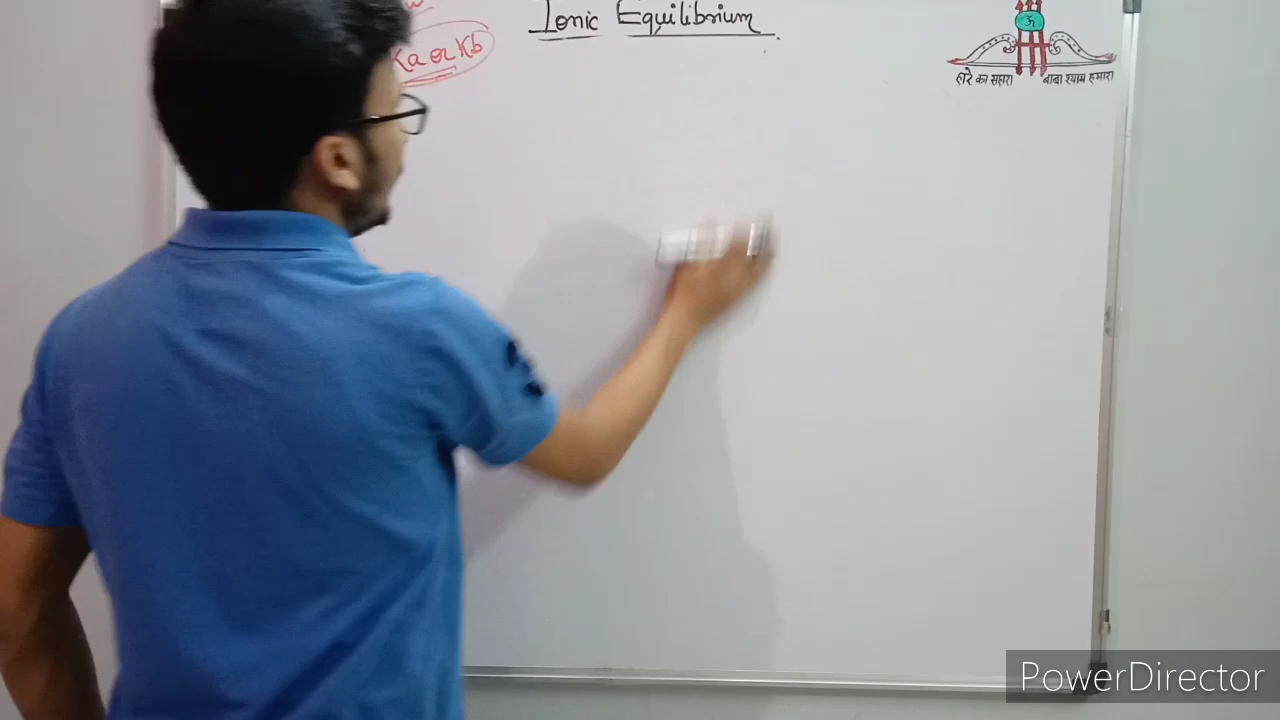 Ionic Equilibrium
Ka or Kb
ॐ
हारे का सहारा बाबा श्याम हमारा
PowerDirector